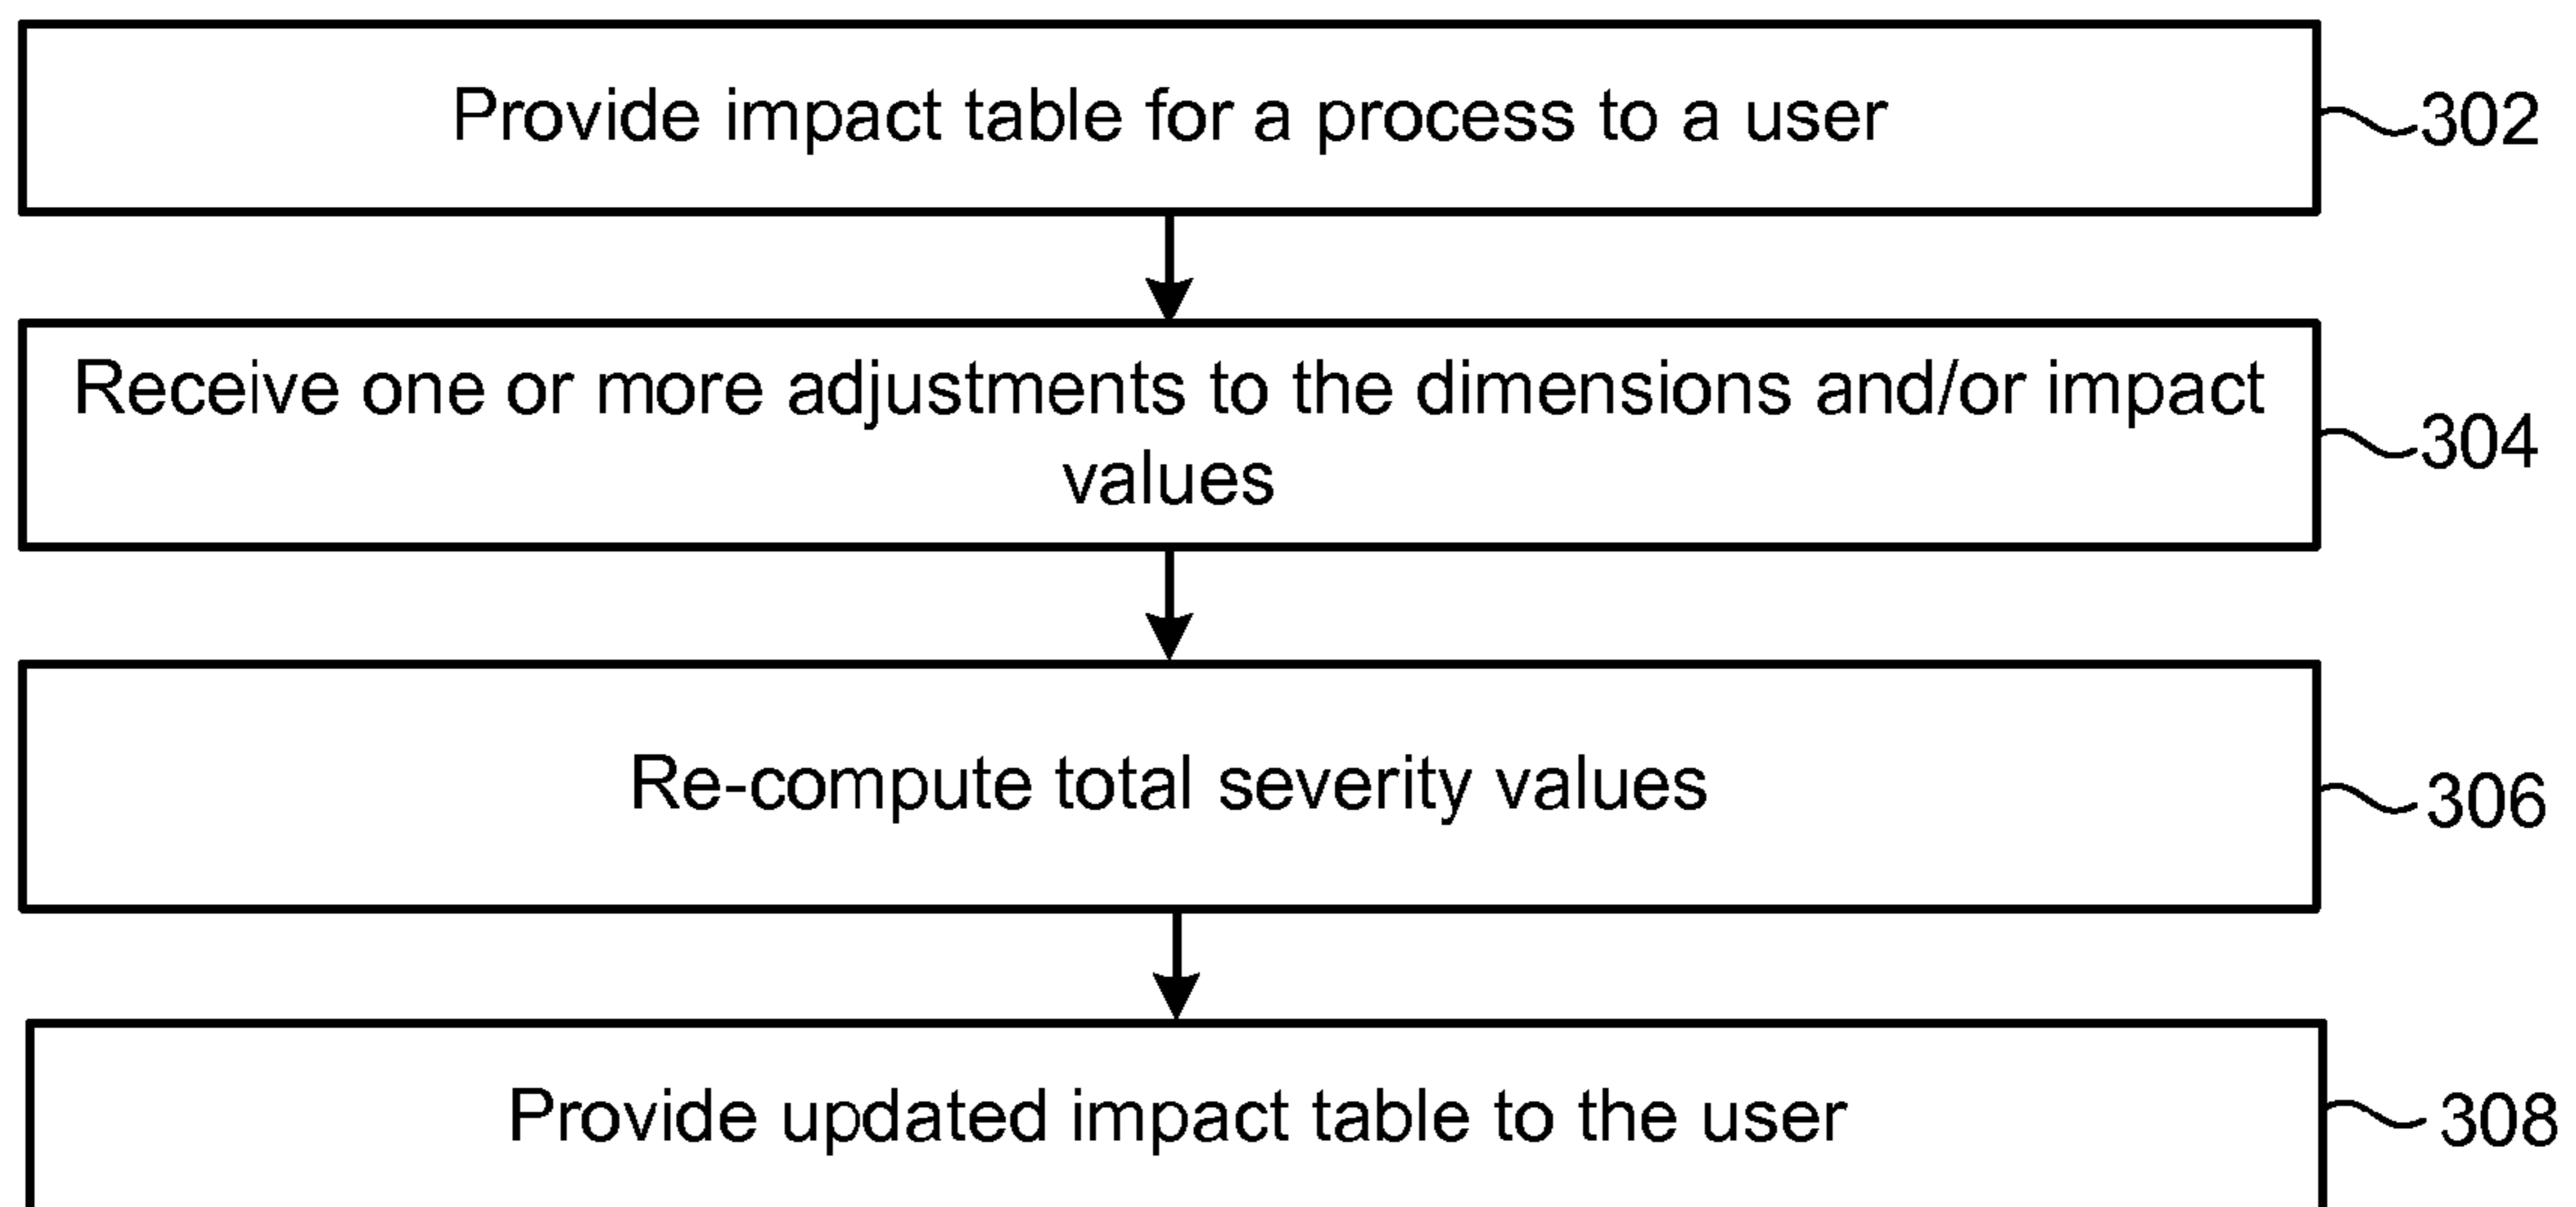 Provide impact table for a process to a user
302
Receive one or more adjustments to the dimensions and/or impact
values
304
Re-compute total severity values
306
Provide updated impact table to the user
308